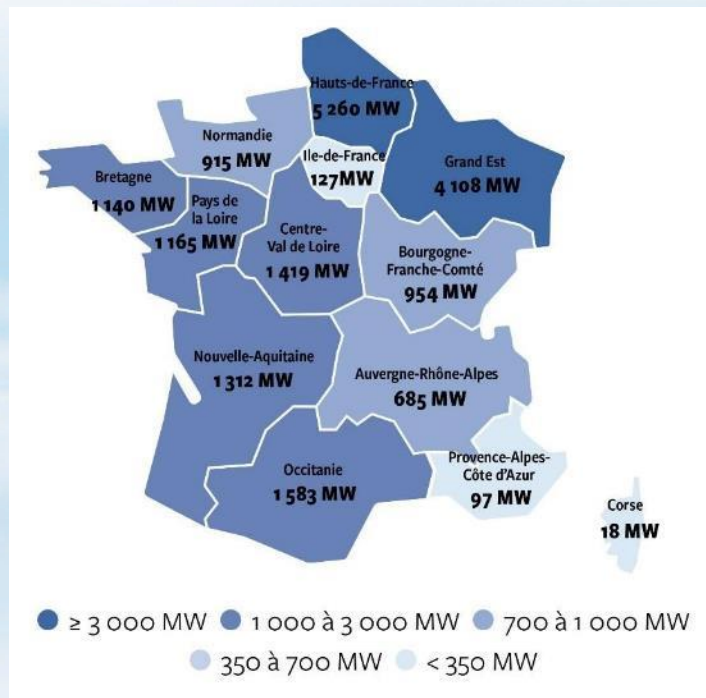 Hauts-de-France
5 260 MW
Normandie
915 MW
Ile-de-France
127MW
Grand Est
4 108 MW
Bretagne
1 140 MW
Pays de
la Loire
1 165 MW
Centre-
Val de Loire
1 419 MW
Bourgogne-
Franche-Comté
954 MW
Nouvelle-Aquitaine
1 312 MW
Auvergne-Rhône-Alpes
685 MW
Occitanie
1 583 MW
Provence-Alpes-
Côte d'Azur
97 MW
Corse
18 MW
≥ 3 000 MW
1 000 à 3 000 MW
700 à 1 000 MW
350 à 700 MW
< 350 MW